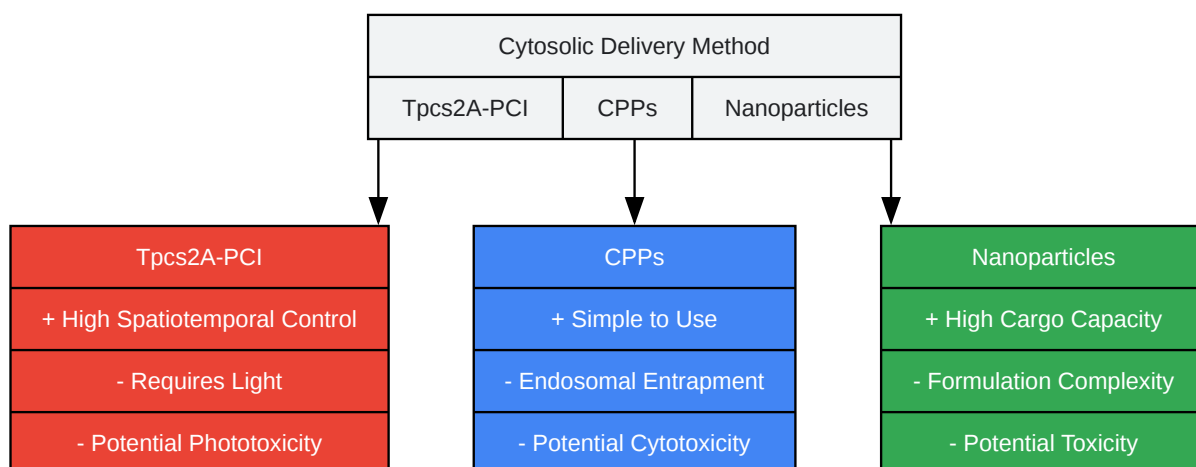 Cytosolic Delivery Method
Tpcs2A-PCI CPPs Nanoparticles
Tpcs2A-PCI
+ High Spatiotemporal Control
- Requires Light
- Potential Phototoxicity
CPPs
+ Simple to Use
- Endosomal Entrapment
- Potential Cytotoxicity
Nanoparticles
+ High Cargo Capacity
- Formulation Complexity
- Potential Toxicity